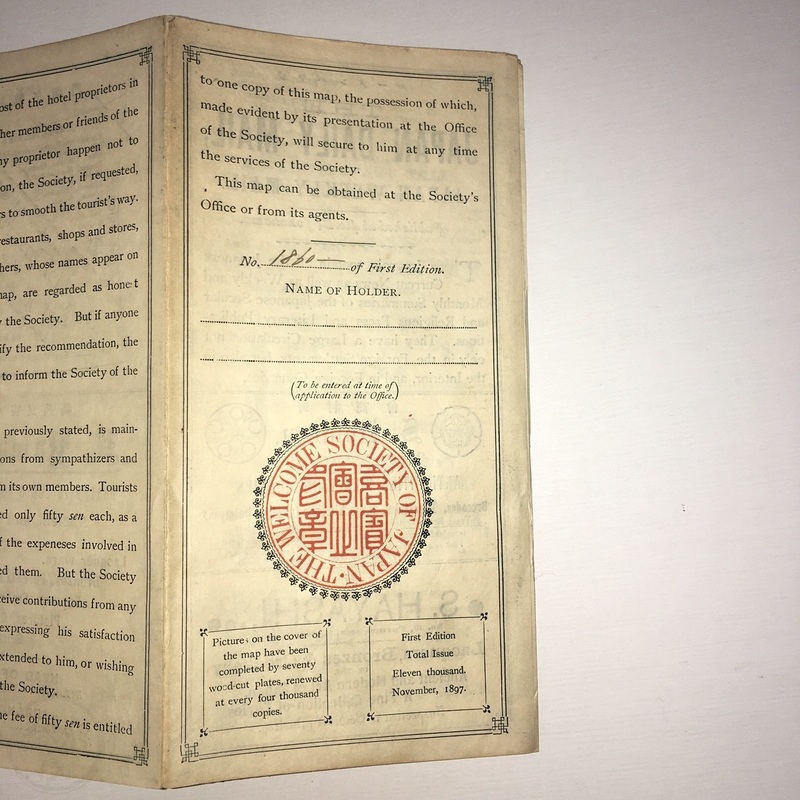 ost of the hotel proprietors in
her members or friends of the
y proprietor happen not to
on, the Society, if requested,
rs to smooth the tourist's way.
estaurants, shops and stores,
hers, whose names appear on
nap, are regarded as hone:t
the Society. But if anyone
ify the recommendation, the
to inform the Society of the
previously stated, is main-
ons from sympathizers and
n its own members. Tourists
ed only fifty sen each, as a
f the expeneses involved in
ed them. But the Society
ceive contributions from any
expressing his satisfaction
xtended to him, or wishing
the Society.
e fee of fifty sen is entitled
to one copy of this map, the possession of which,
made evident by its presentation at the Office
of the Society, will secure to him at any time
the services of the Society.
This map can be obtained at the Society's
Office or from its agents.
No. 1860— of First Edition.
NAME OF HOLDER.
(To be entered at time of
application to the Office.)
THE WELCOME SOCIETY OF JAPAN.
喜賓會之印章
Pictures on the cover of
the map have been
completed by seventy
wood-cut plates, renewed
at every four thousand
copies.
First Edition
Total Issue
Eleven thousand.
November, 1897.